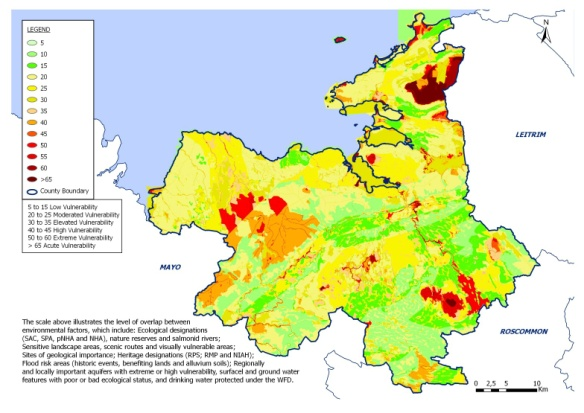 LEGEND
5
10
15
20
25
30
35
40
45
50
55
60
>65
County Boundary
5 to 15 Low Vulnerability
20 to 25 Moderated Vulnerability
30 to 35 Elevated Vulnerability
40 to 45 High Vulnerability
50 to 60 Extreme Vulnerability
> 65 Acute Vulnerability
N
LEITRIM
MAYO
ROSCOMMON
The scale above illustrates the level of overlap between
environmental factors, which include: Ecological designations
(SAC, SPA, pNHA and NHA), nature reserves and salmonid rivers;
Sensitive landscape areas, scenic routes and visually vulnerable areas;
Sites of geological importance; Heritage designations (RPS; RMP and NIAH);
Flood risk areas (historic events, benefiting lands and alluvium soils); Regionally
and locally important aquifers with extreme or high vulnerability, surfacel and ground water
features with poor or bad ecological status, and drinking water protected under the WFD.
0 2,5 5 10 Km